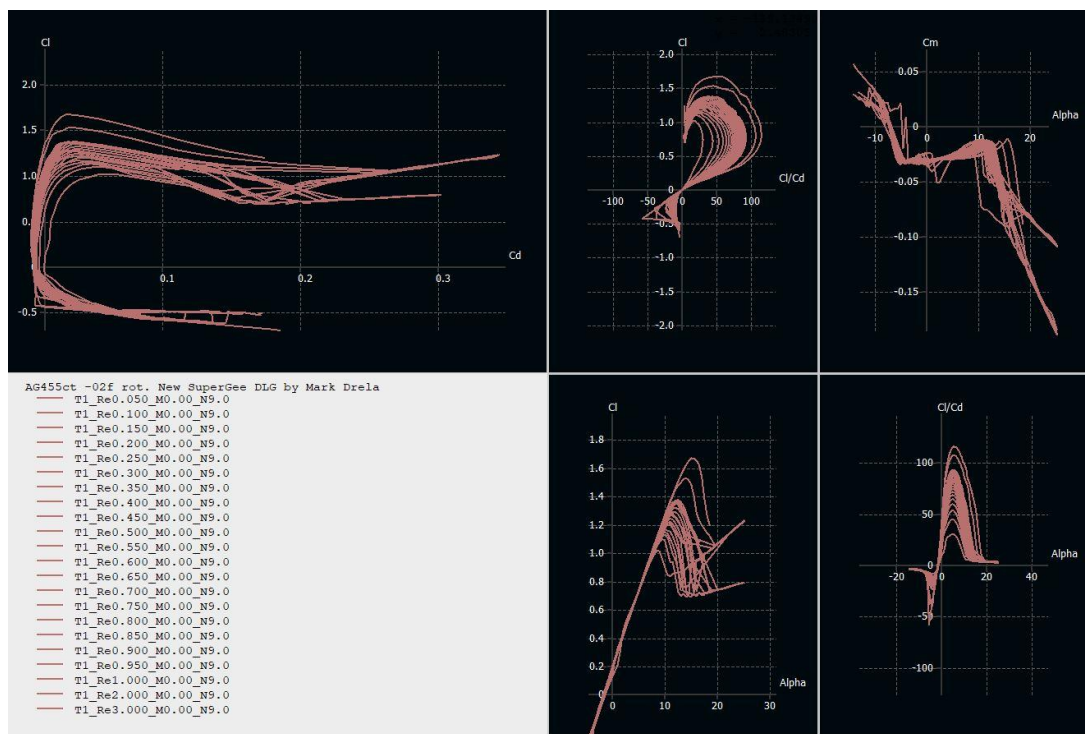 Cl
2.0
1.5
1.0
0.
Cd
0.1
0.2
0.3
-0.5
Cl
2.0
1.5
1.0
0.5
Cl/Cd
-100
-50
0
50
100
-0.5
-1.0
-1.5
-2.0
Cm
0.05
Alpha
0
-10
0
10
-0.05
-0.10
-0.15
AG455ct -02f rot. New SuperGee DLG by Mark Drela
T1_Re0.050_M0.00_N9.0
T1_Re0.100_M0.00_N9.0
T1_Re0.150_M0.00_N9.0
T1_Re0.200_M0.00_N9.0
T1_Re0.250_M0.00_N9.0
T1_Re0.300_M0.00_N9.0
T1_Re0.350_M0.00_N9.0
T1_Re0.400_M0.00_N9.0
T1_Re0.450_M0.00_N9.0
T1_Re0.500_M0.00_N9.0
T1_Re0.550_M0.00_N9.0
T1_Re0.600_M0.00_N9.0
T1_Re0.650_M0.00_N9.0
T1_Re0.700_M0.00_N9.0
T1_Re0.750_M0.00_N9.0
T1_Re0.800_M0.00_N9.0
T1_Re0.850_M0.00_N9.0
T1_Re0.900_M0.00_N9.0
T1_Re0.950_M0.00_N9.0
T1_Re1.000_M0.00_N9.0
T1_Re2.000_M0.00_N9.0
T1_Re3.000_M0.00_N9.0
Cl
1.8
1.6
1.4
1.2
1.0
0.8
0.6
0.4
0.2
Alpha
0
0
10
20
30
Cl/Cd
100
50
Alpha
0
-20
0
20
40
-50
-100